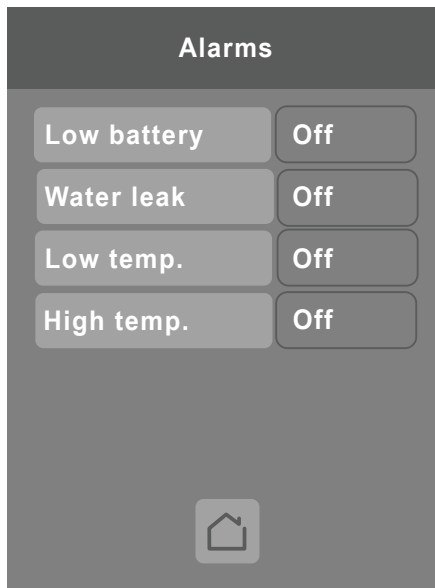 Alarms
Low battery Off
Water leak Off
Low temp. Off
High temp. Off